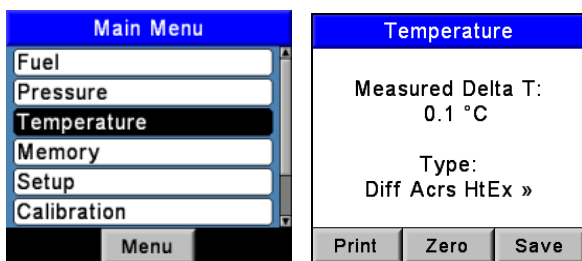 Main Menu
Fuel
Pressure
Temperature
Memory
Setup
Calibration
Menu
Temperature
Measured Delta T:
0.1 °C
Type:
Diff Acrs HtEx »
Print Zero Save